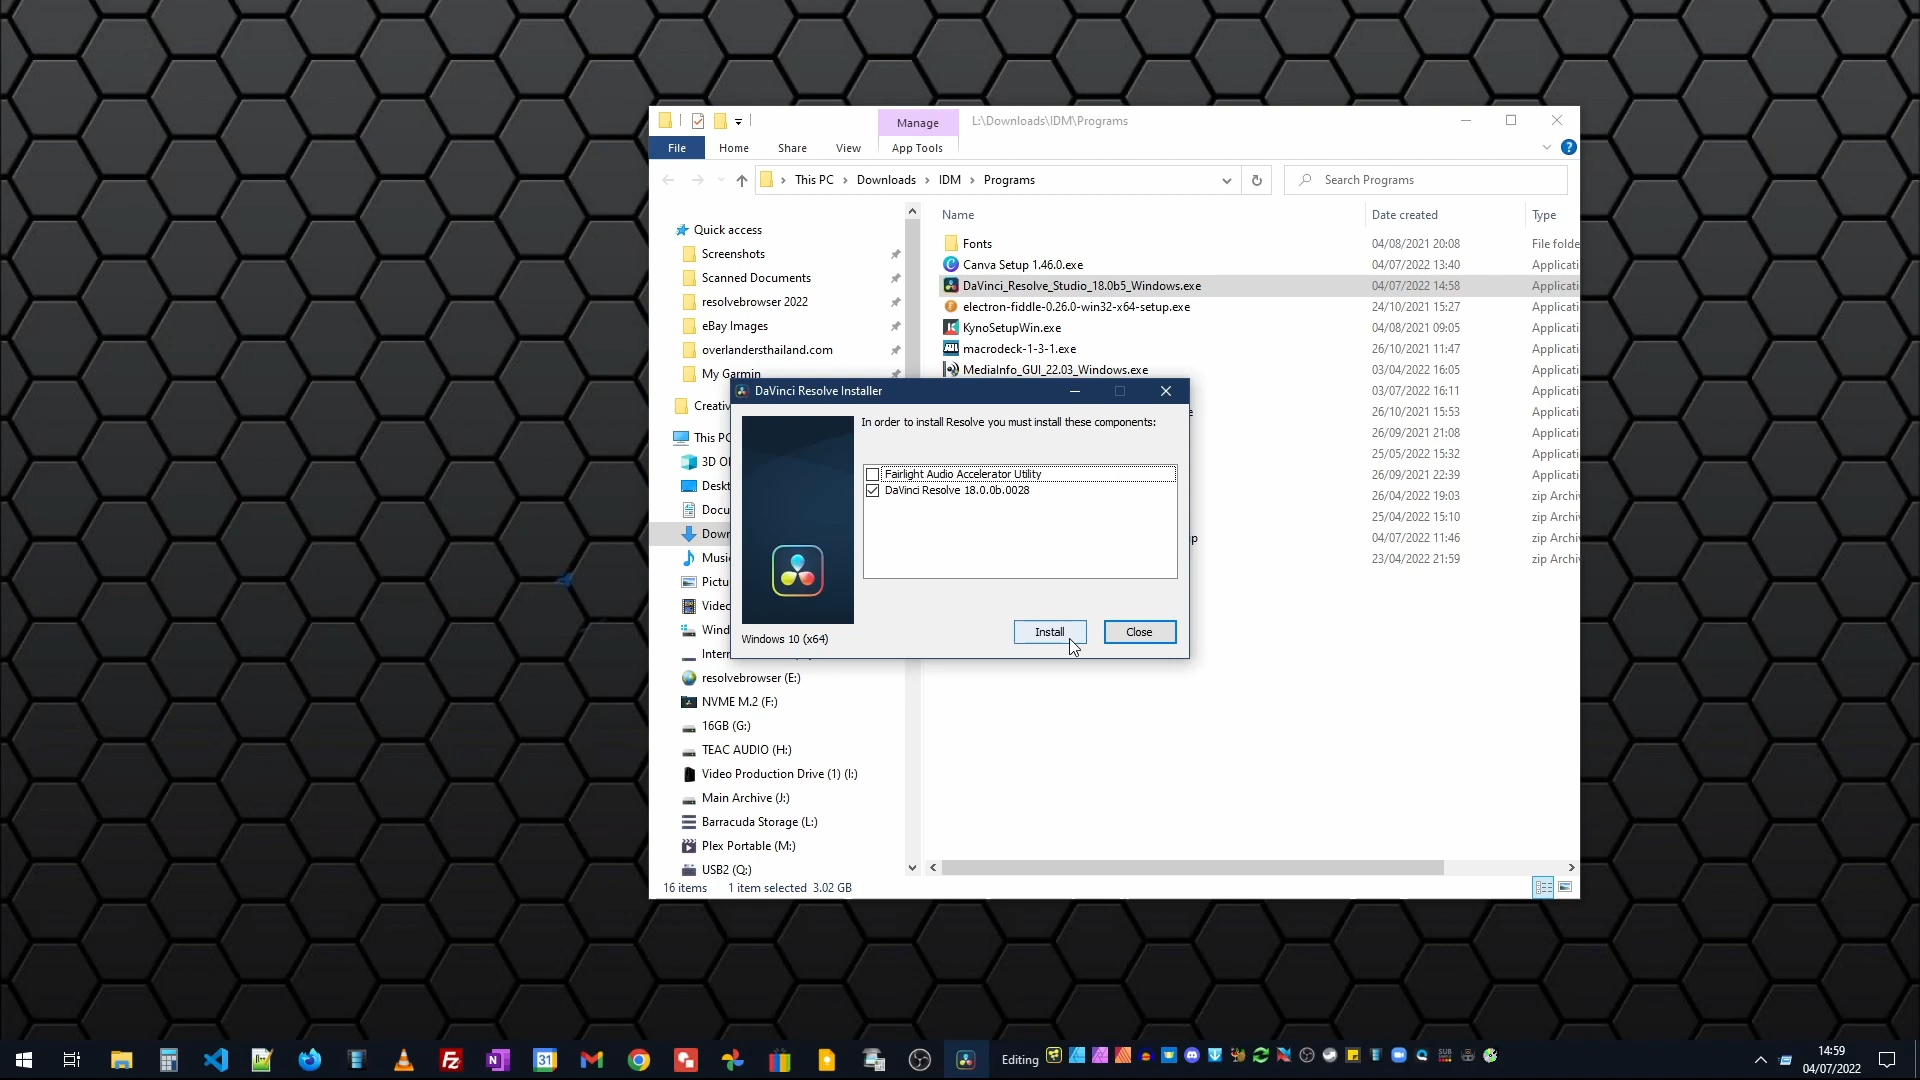 Manage
L:\Downloads\IDM\Programs
File
Home
Share
View
App Tools
This PC
Downloads
IDM
Programs
Search Programs
Name
Date created
Type
Quick access
Screenshots
Scanned Documents
resolvebrowser 2022
eBay Images
overlandersthailand.com
My Garmin
Creativ
This PC
3D Ob
Deskt
Docu
Down
Music
Pictu
Video
Wind
Intern
resolvebrowser (E:)
NVME M.2 (F:)
16GB (G:)
TEAC AUDIO (H:)
Video Production Drive (1) (I:)
Main Archive (J:)
Barracuda Storage (L:)
Plex Portable (M:)
USB2 (Q:)
Fonts 04/08/2021 20:08 File folde
Canva Setup 1.46.0.exe 04/07/2022 13:40 Applicati
DaVinci_Resolve_Studio_18.0b5_Windows.exe 04/07/2022 14:58 Applicati
electron-fiddle-0.26.0-win32-x64-setup.exe 24/10/2021 15:27 Applicati
KynoSetupWin.exe 04/08/2021 09:05 Applicati
macrodeck-1-3-1.exe 26/10/2021 11:47 Applicati
MediaInfo_GUI_22.03_Windows.exe 03/04/2022 16:05 Applicati
03/07/2022 16:11 Applicati
e 26/10/2021 15:53 Applicati
26/09/2021 21:08 Applicati
25/05/2022 15:32 Applicati
26/09/2021 22:39 Applicati
26/04/2022 19:03 zip Archi
25/04/2022 15:10 zip Archi
p 04/07/2022 11:46 zip Archi
23/04/2022 21:59 zip Archi
DaVinci Resolve Installer
In order to install Resolve you must install these components:
Fairlight Audio Accelerator Utility
DaVinci Resolve 18.0.0b.0028
Windows 10 (x64)
Install
Close
16 items 1 item selected 3.02 GB
31
Editing
14:59
04/07/2022